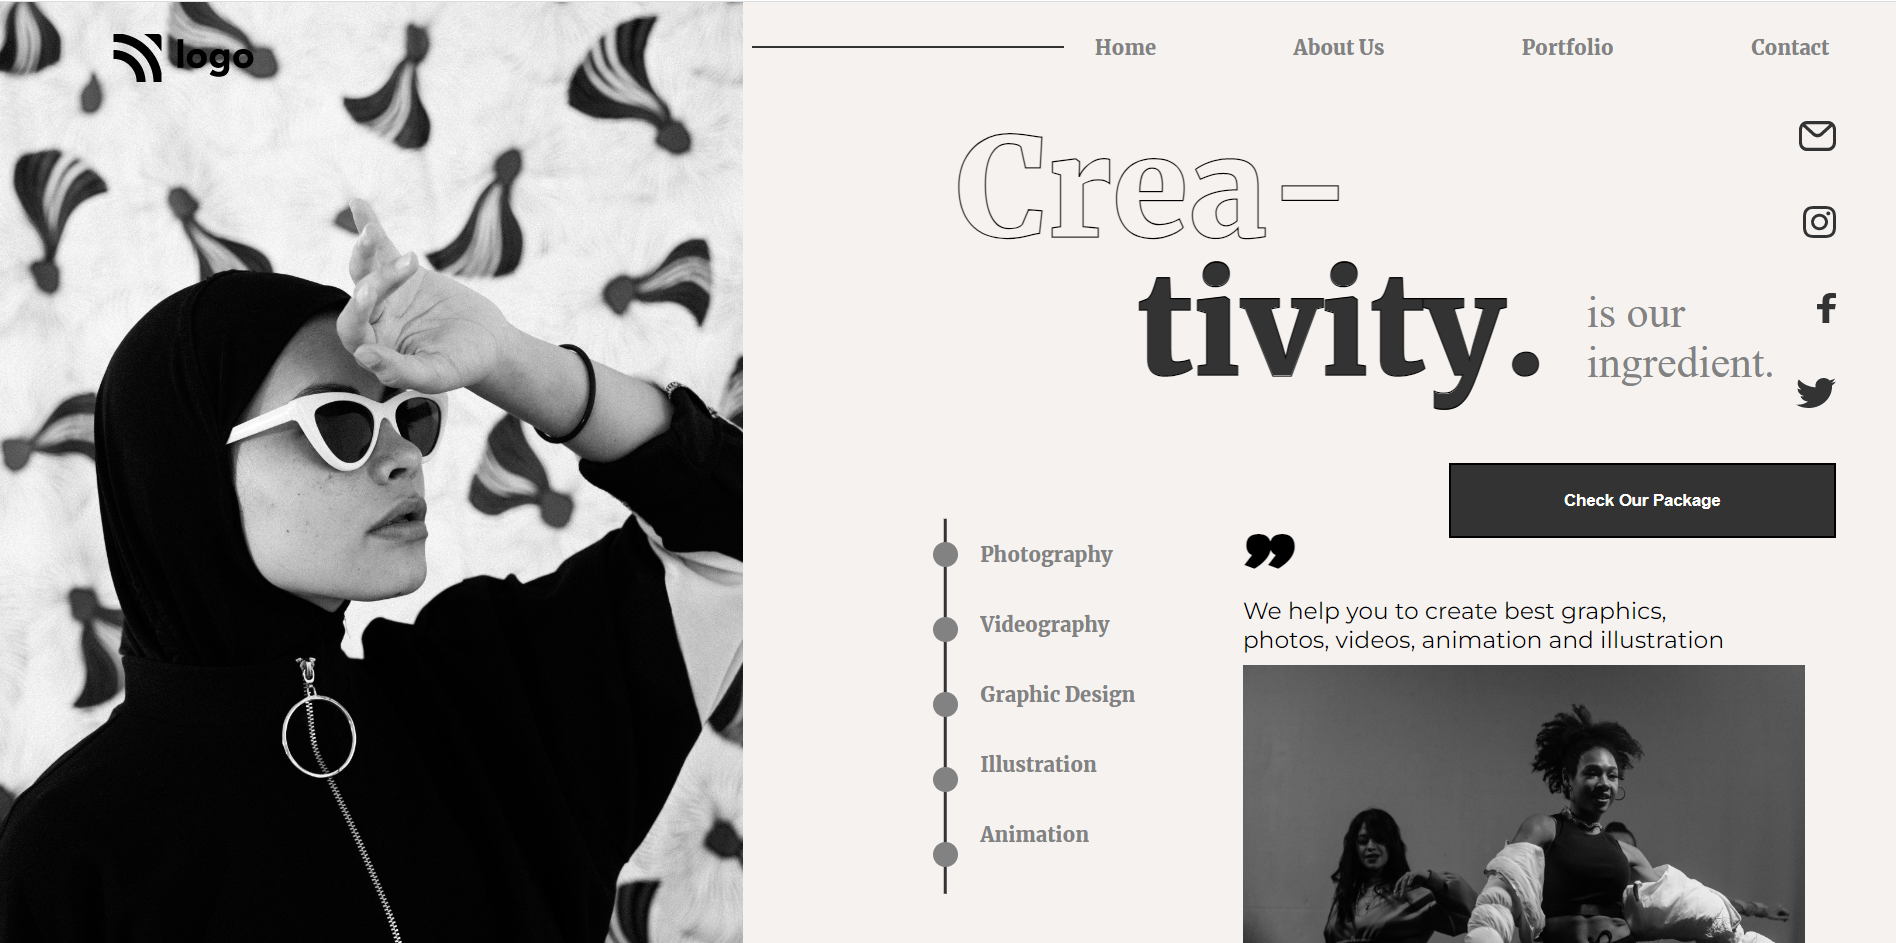 logo
Home About Us Portfolio Contact
Crea-
tivity.
is our
ingredient.
Check Our Package
Photography
Videography
Graphic Design
Illustration
Animation
❞
We help you to create best graphics,
photos, videos, animation and illustration